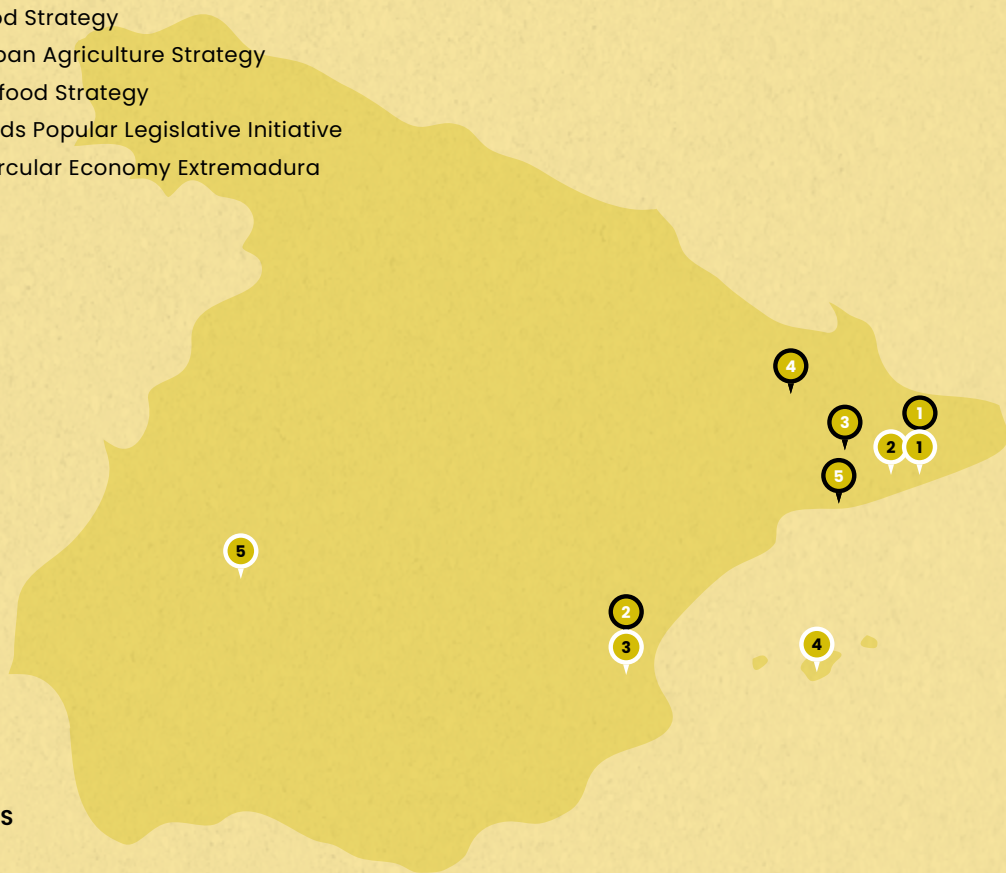 od Strategy
ban Agriculture Strategy
food Strategy
ds Popular Legislative Initiative
rcular Economy Extremadura
4
1
3
2 1
5
5
2
4
3
s